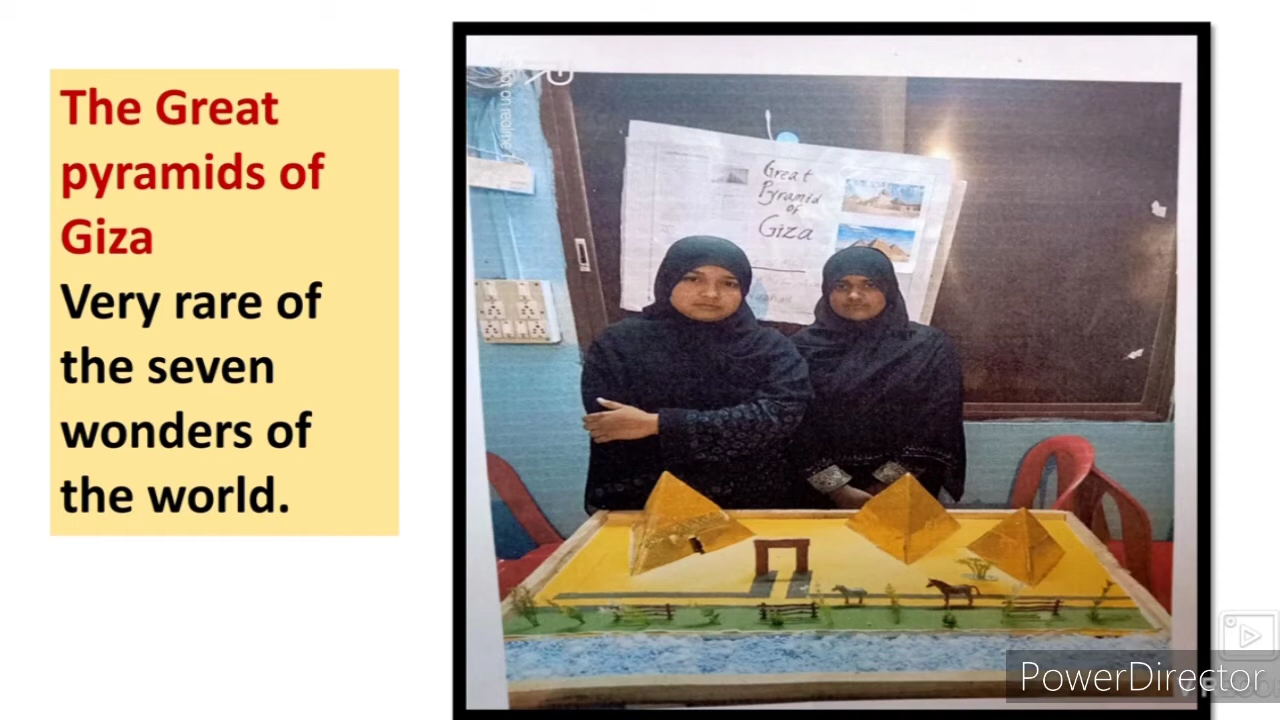 The Great
pyramids of
Giza
Very rare of
the seven
wonders of
the world.
Great
Pyramid
of
Giza
PowerDirector